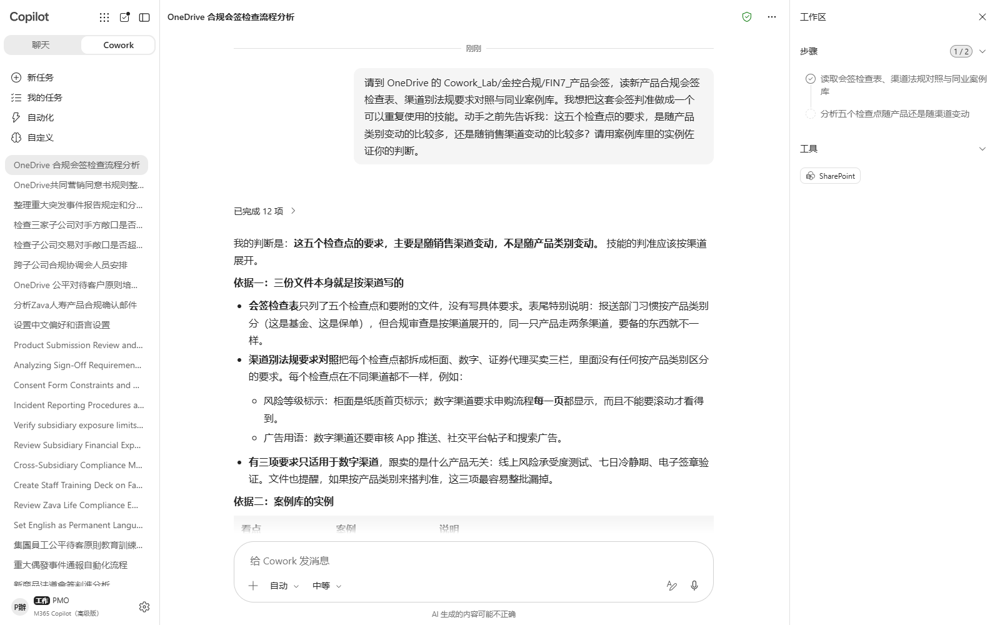 Copilot
聊天
Cowork
新任务
我的任务
自动化
自定义
OneDrive 合规会签检查流程分析
OneDrive共同营销同意书规则整...
整理重大突发事件报告规定和分...
检查三家子公司对手方敞口是否...
检查子公司交易对手敞口是否超...
跨子公司合规协调会人员安排
OneDrive 公平对待客户原则培...
分析Zava人寿产品合规确认邮件
设置中文偏好和语言设置
Product Submission Review and...
Analyzing Sign-Off Requiremen...
Consent Form Constraints and ...
Incident Reporting Procedures a...
Verify subsidiary exposure limits...
Review Subsidiary Financial Exp...
Cross-Subsidiary Compliance M...
Create Staff Training Deck on Fa...
Review Zava Life Compliance E...
Set English as Permanent Langu...
集團員工公平待客原則教育訓練...
重大偶發事件通報自動化流程
新商品法遵會簽判準分析
P辦
工作 PMO
M365 Copilot（高级版）
OneDrive 合规会签检查流程分析
刚刚
请到 OneDrive 的 Cowork_Lab/金控合规/FIN7_产品会签，读新产品合规会签
检查表、渠道别法规要求对照与同业案例库。我想把这套会签判准做成一个
可以重复使用的技能。动手之前先告诉我：这五个检查点的要求，是随产品
类别变动的比较多，还是随销售渠道变动的比较多？请用案例库里的实例佐
证你的判断。
已完成 12 项
我的判断是：这五个检查点的要求，主要是随销售渠道变动，不是随产品类别变动。 技能的判准应该按渠道
展开。
依据一：三份文件本身就是按渠道写的
• 会签检查表只列了五个检查点和要附的文件，没有写具体要求。表尾特别说明：报送部门习惯按产品类别
分（这是基金、这是保单），但合规审查是按渠道展开的，同一只产品走两条渠道，要备的东西就不一
样。
• 渠道别法规要求对照把每个检查点都拆成柜面、数字、证券代理买卖三栏，里面没有任何按产品类别区分
的要求。每个检查点在不同渠道都不一样，例如：
◦ 风险等级标示：柜面是纸质首页标示；数字渠道要求申购流程每一页都显示，而且不能要滚动才看得
到。
◦ 广告用语：数字渠道还要审核 App 推送、社交平台帖子和搜索广告。
• 有三项要求只适用于数字渠道，跟卖的是什么产品无关：线上风险承受度测试、七日冷静期、电子签章验
证。文件也提醒，如果按产品类别来搭判准，这三项最容易整批漏掉。
依据二：案例库的实例
看点 案例 说明
给 Cowork 发消息
自动 中等
AI 生成的内容可能不正确
工作区
步骤
1 / 2
读取会签检查表、渠道法规对照与同业案例
库
分析五个检查点随产品还是随渠道变动
工具
SharePoint